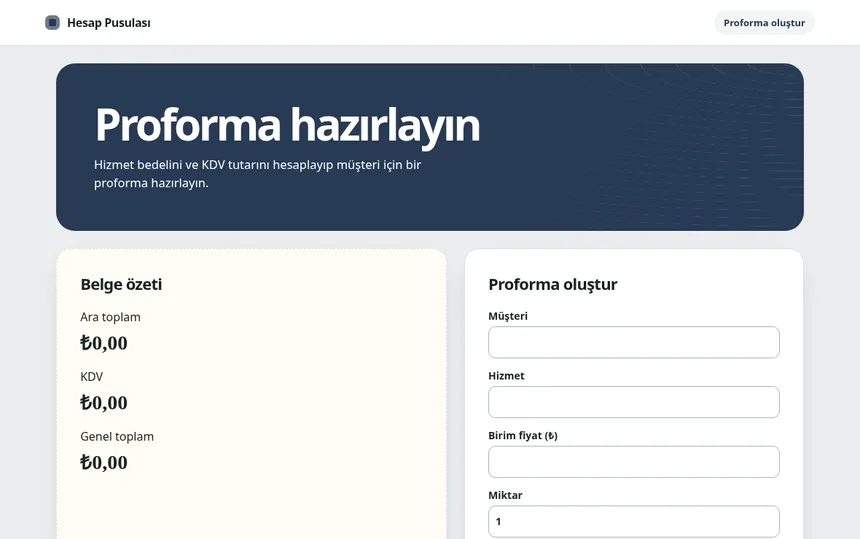 Hesap Pusulası
Proforma oluştur
Proforma hazırlayın
Hizmet bedelini ve KDV tutarını hesaplayıp müşteri için bir
proforma hazırlayın.
Belge özeti
Ara toplam
₺0,00
KDV
₺0,00
Genel toplam
₺0,00
Proforma oluştur
Müşteri
Hizmet
Birim fiyat (₺)
Miktar
1